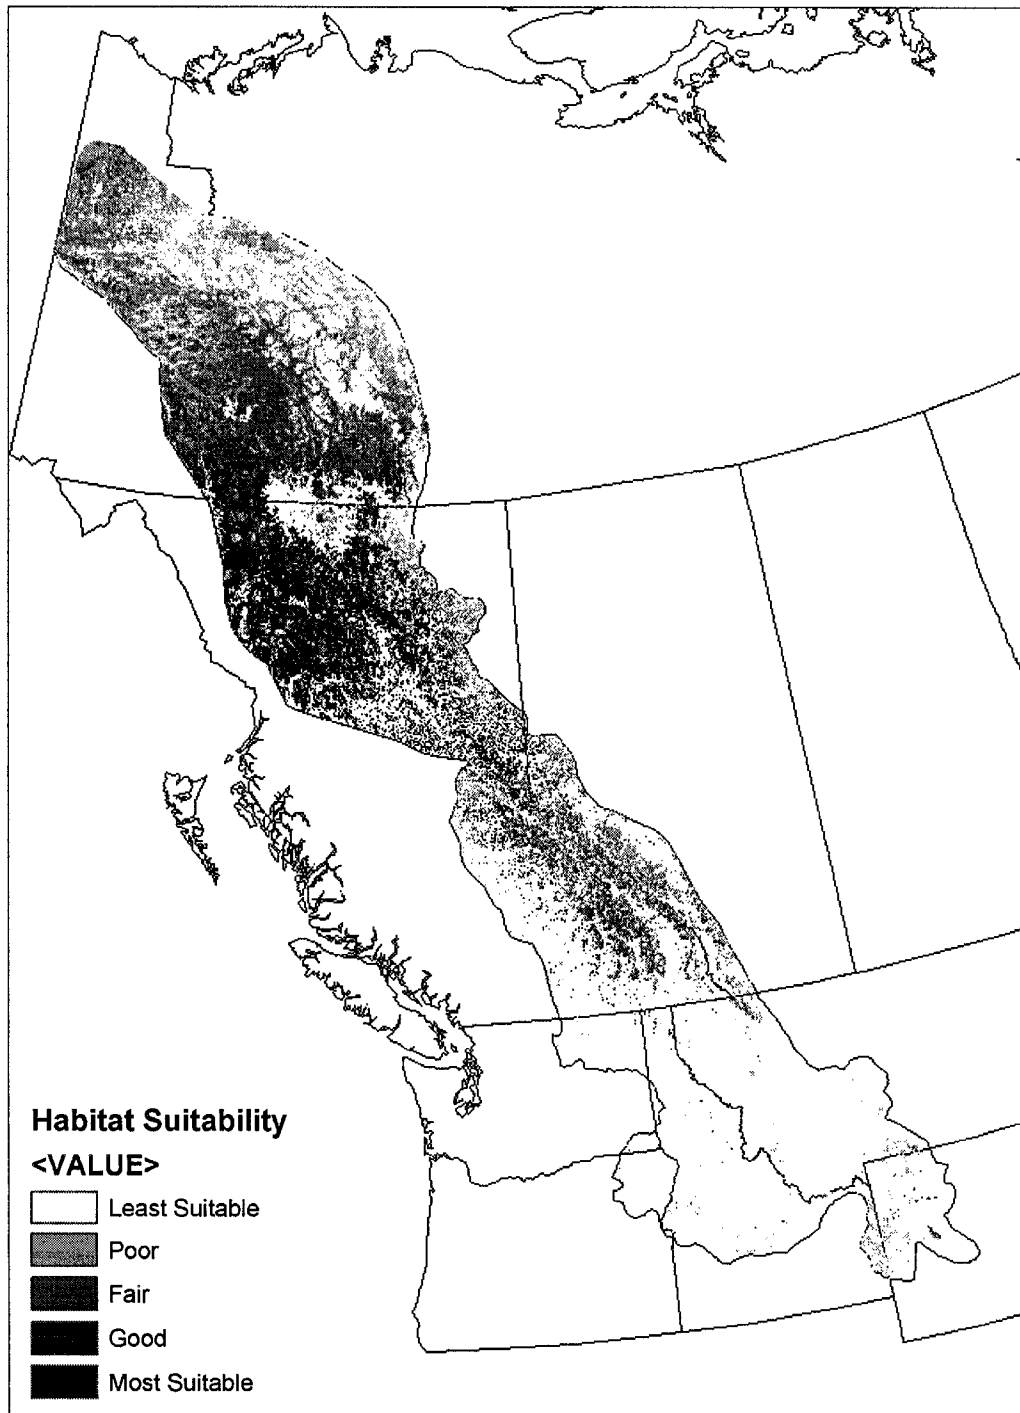 Habitat Suitability
<VALUE>
Least Suitable
Poor
Fair
Good
Most Suitable